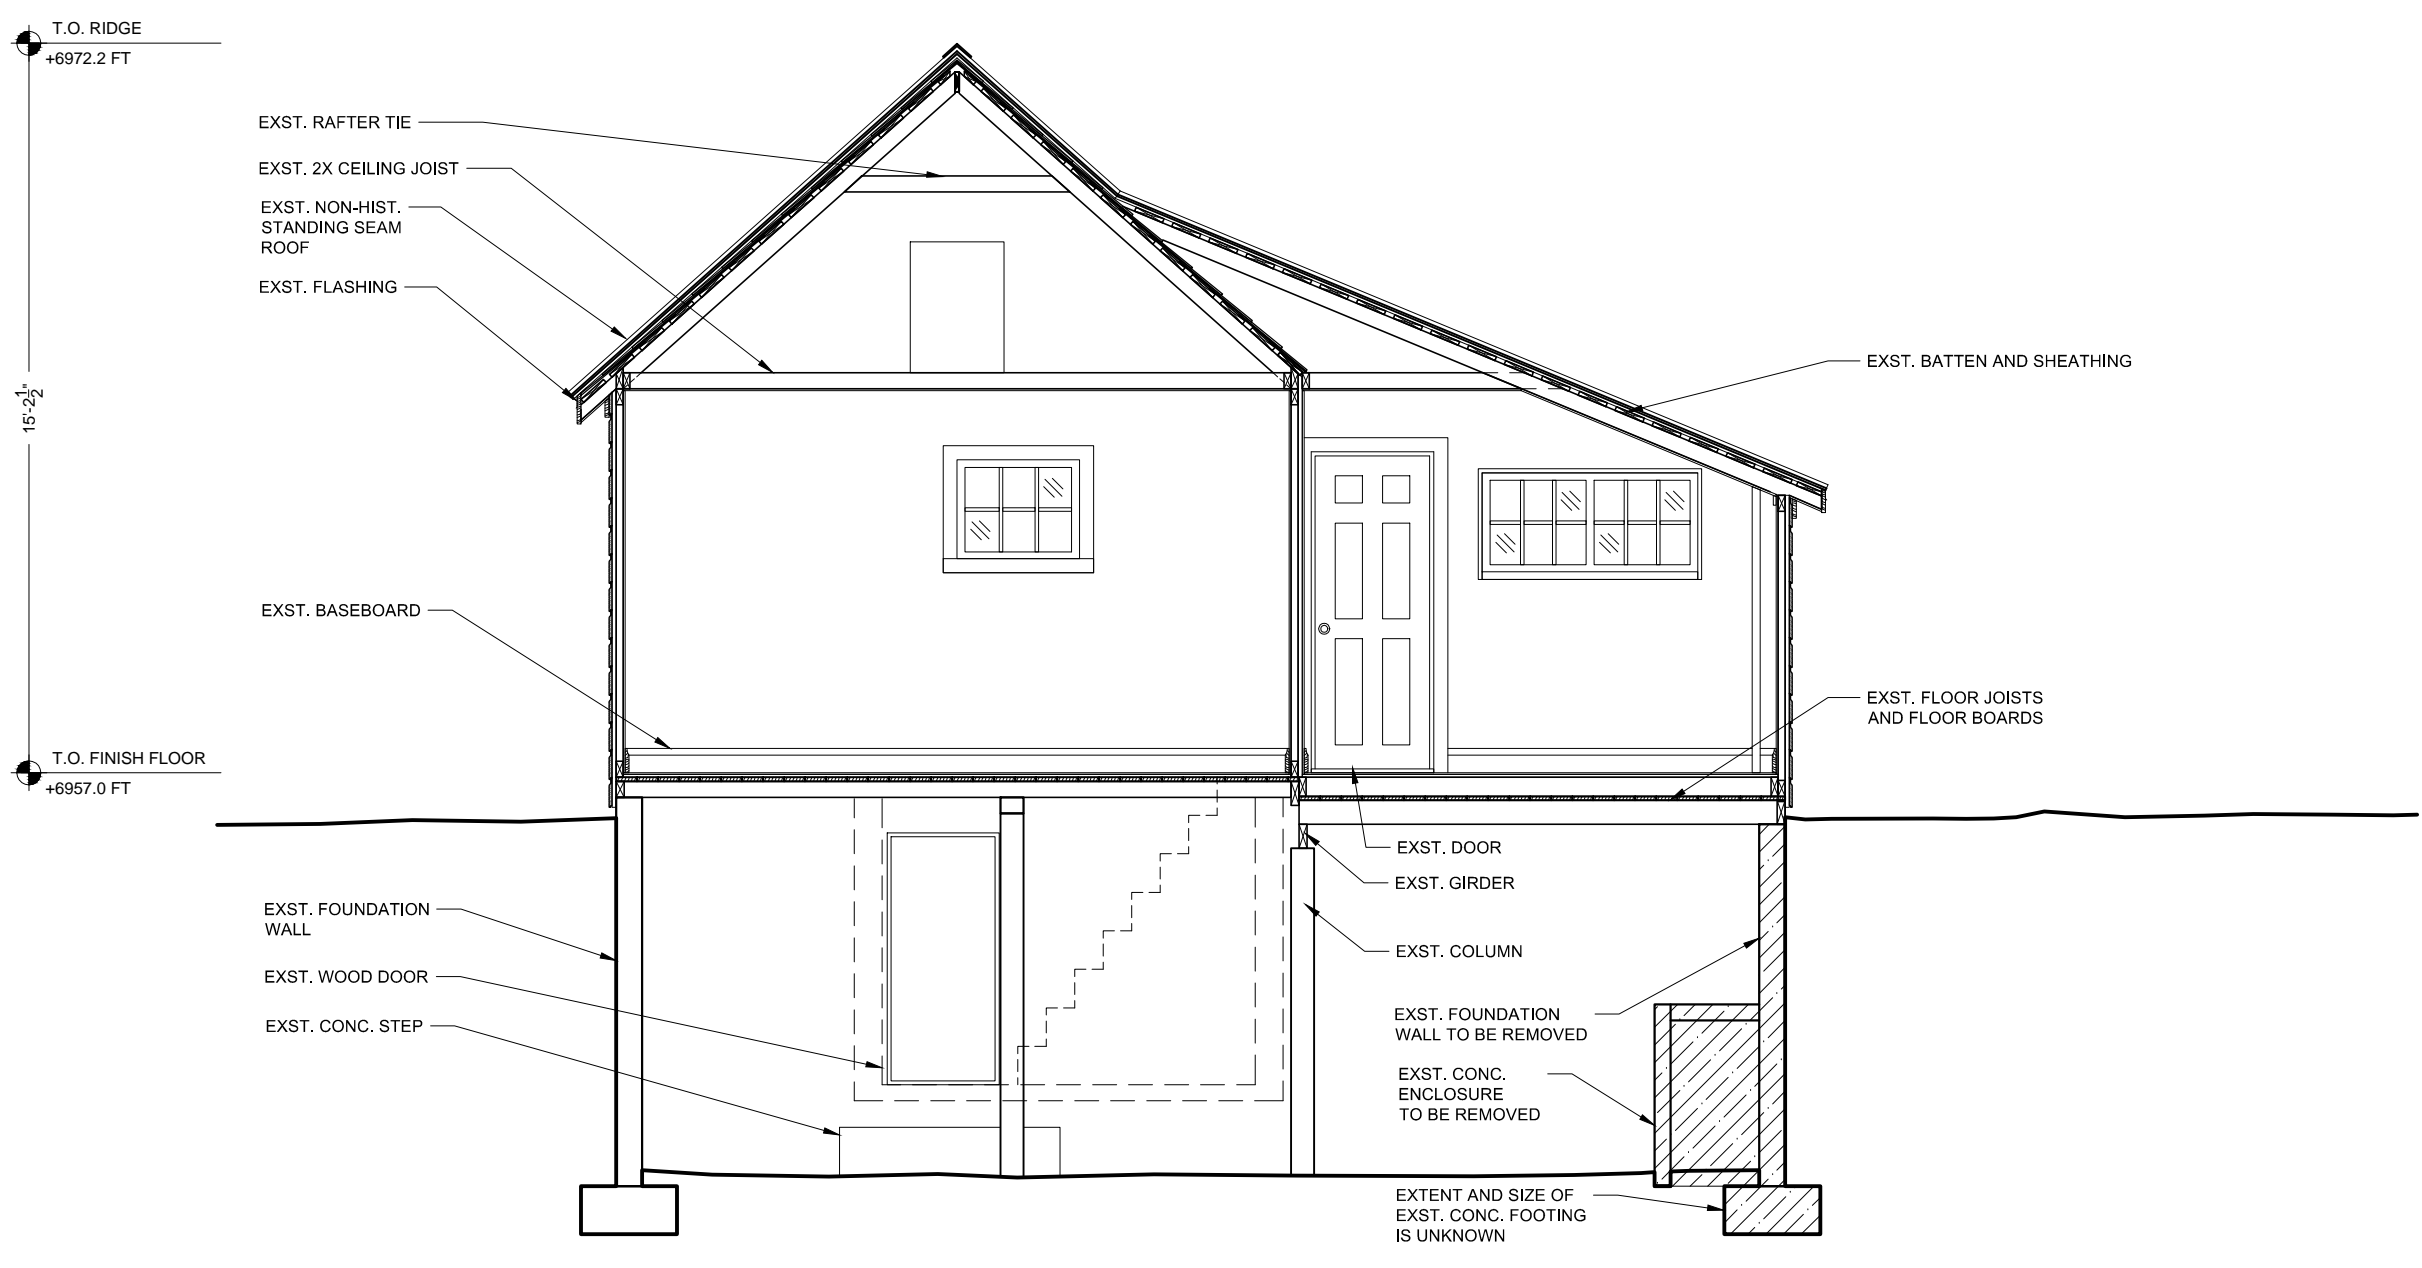 T.O. RIDGE
+6972.2 FT
EXST. RAFTER TIE
EXST. 2X CEILING JOIST
EXST. NON-HIST.
STANDING SEAM
ROOF
EXST. FLASHING
EXST. BATTEN AND SHEATHING
15'-2 1/2"
EXST. BASEBOARD
EXST. FLOOR JOISTS
AND FLOOR BOARDS
T.O. FINISH FLOOR
+6957.0 FT
EXST. DOOR
EXST. GIRDER
EXST. FOUNDATION
WALL
EXST. COLUMN
EXST. WOOD DOOR
EXST. CONC. STEP
EXST. FOUNDATION
WALL TO BE REMOVED
EXST. CONC.
ENCLOSURE
TO BE REMOVED
EXTENT AND SIZE OF
EXST. CONC. FOOTING
IS UNKNOWN